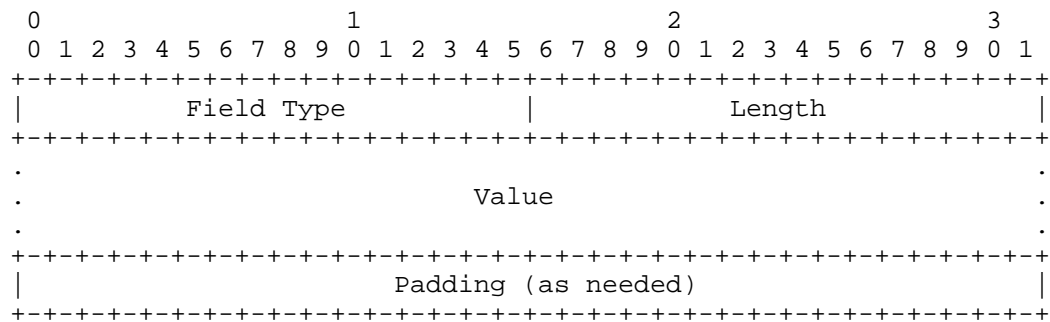 0                   1                   2                   3
 0 1 2 3 4 5 6 7 8 9 0 1 2 3 4 5 6 7 8 9 0 1 2 3 4 5 6 7 8 9 0 1
+-+-+-+-+-+-+-+-+-+-+-+-+-+-+-+-+-+-+-+-+-+-+-+-+-+-+-+-+-+-+-+-+
|          Field Type           |            Length             |
+-+-+-+-+-+-+-+-+-+-+-+-+-+-+-+-+-+-+-+-+-+-+-+-+-+-+-+-+-+-+-+-+
.                                                               .
.                            Value                              .
.                                                               .
+-+-+-+-+-+-+-+-+-+-+-+-+-+-+-+-+-+-+-+-+-+-+-+-+-+-+-+-+-+-+-+-+
|                       Padding (as needed)                     |
+-+-+-+-+-+-+-+-+-+-+-+-+-+-+-+-+-+-+-+-+-+-+-+-+-+-+-+-+-+-+-+-+